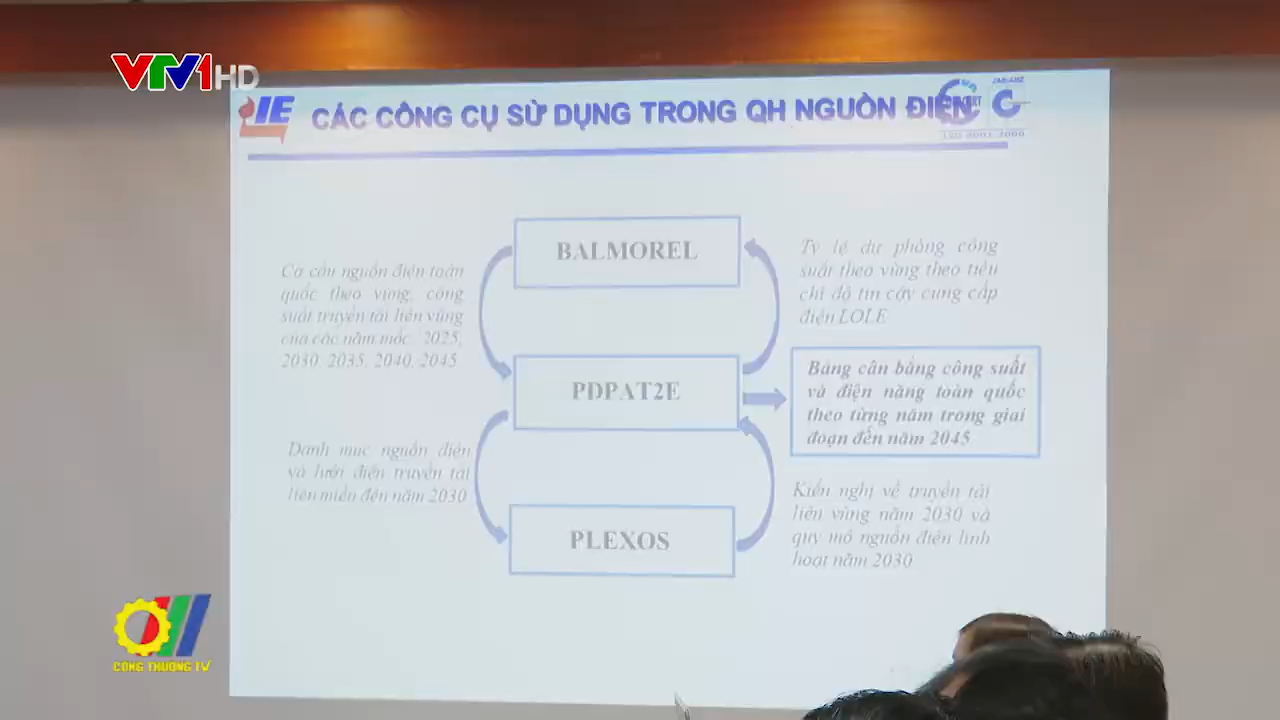 VTV1 HD
IE
CÁC CÔNG CỤ SỬ DỤNG TRONG QH NGUỒN ĐIỆN
BALMOREL
Cơ cấu nguồn điện toàn
quốc theo vùng, công
suất truyền tải liên vùng
của các năm mốc: 2025,
2030, 2035, 2040, 2045.
Tỷ lệ dự phòng công
suất theo vùng theo tiêu
chí độ tin cậy cung cấp
điện LOLE
PDPAT2E
Bảng cân bằng công suất
và điện năng toàn quốc
theo từng năm trong giai
đoạn đến năm 2045
Danh mục nguồn điện
và lưới điện truyền tải
liên miền đến năm 2030
PLEXOS
Kiến nghị về truyền tải
liên vùng năm 2030 và
quy mô nguồn điện linh
hoạt năm 2030
CÔNG THƯƠNG TV